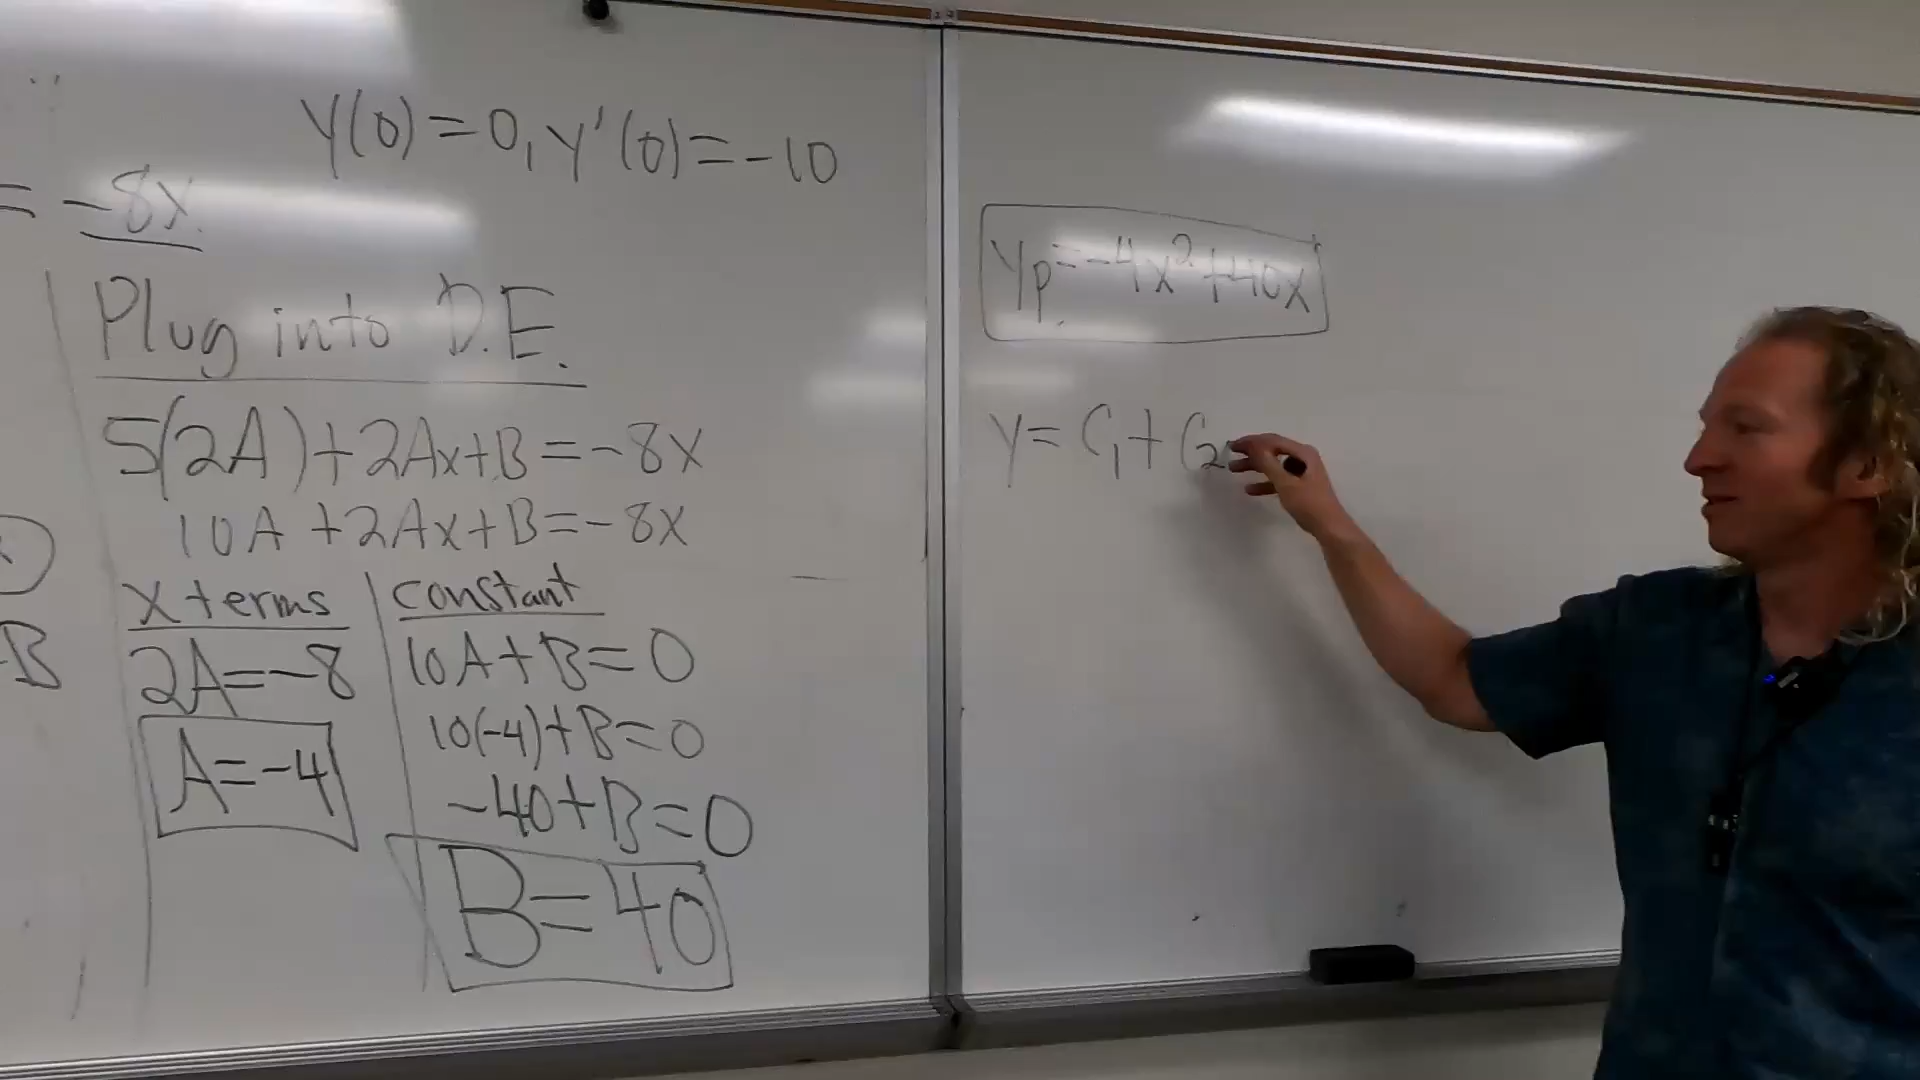 y(0)=0, y'(0)=-10
= -8x
Plug into D.E.
5(2A)+2Ax+B=-8x
10A+2Ax+B=-8x
x terms
2A=-8
A=-4
constant
10A+B=0
10(-4)+B=0
-40+B=0
B=40
B
yp=-4x²+40x
y=C₁+C₂